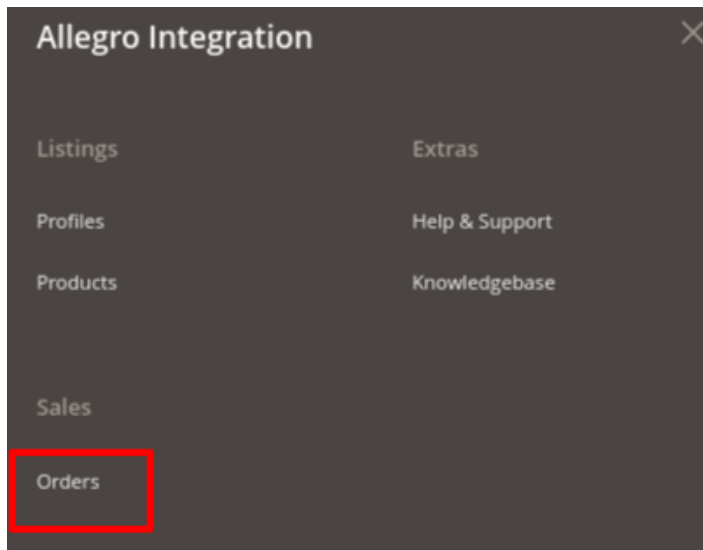 Allegro Integration
Listings
Extras
Profiles
Help & Support
Products
Knowledgebase
Sales
Orders